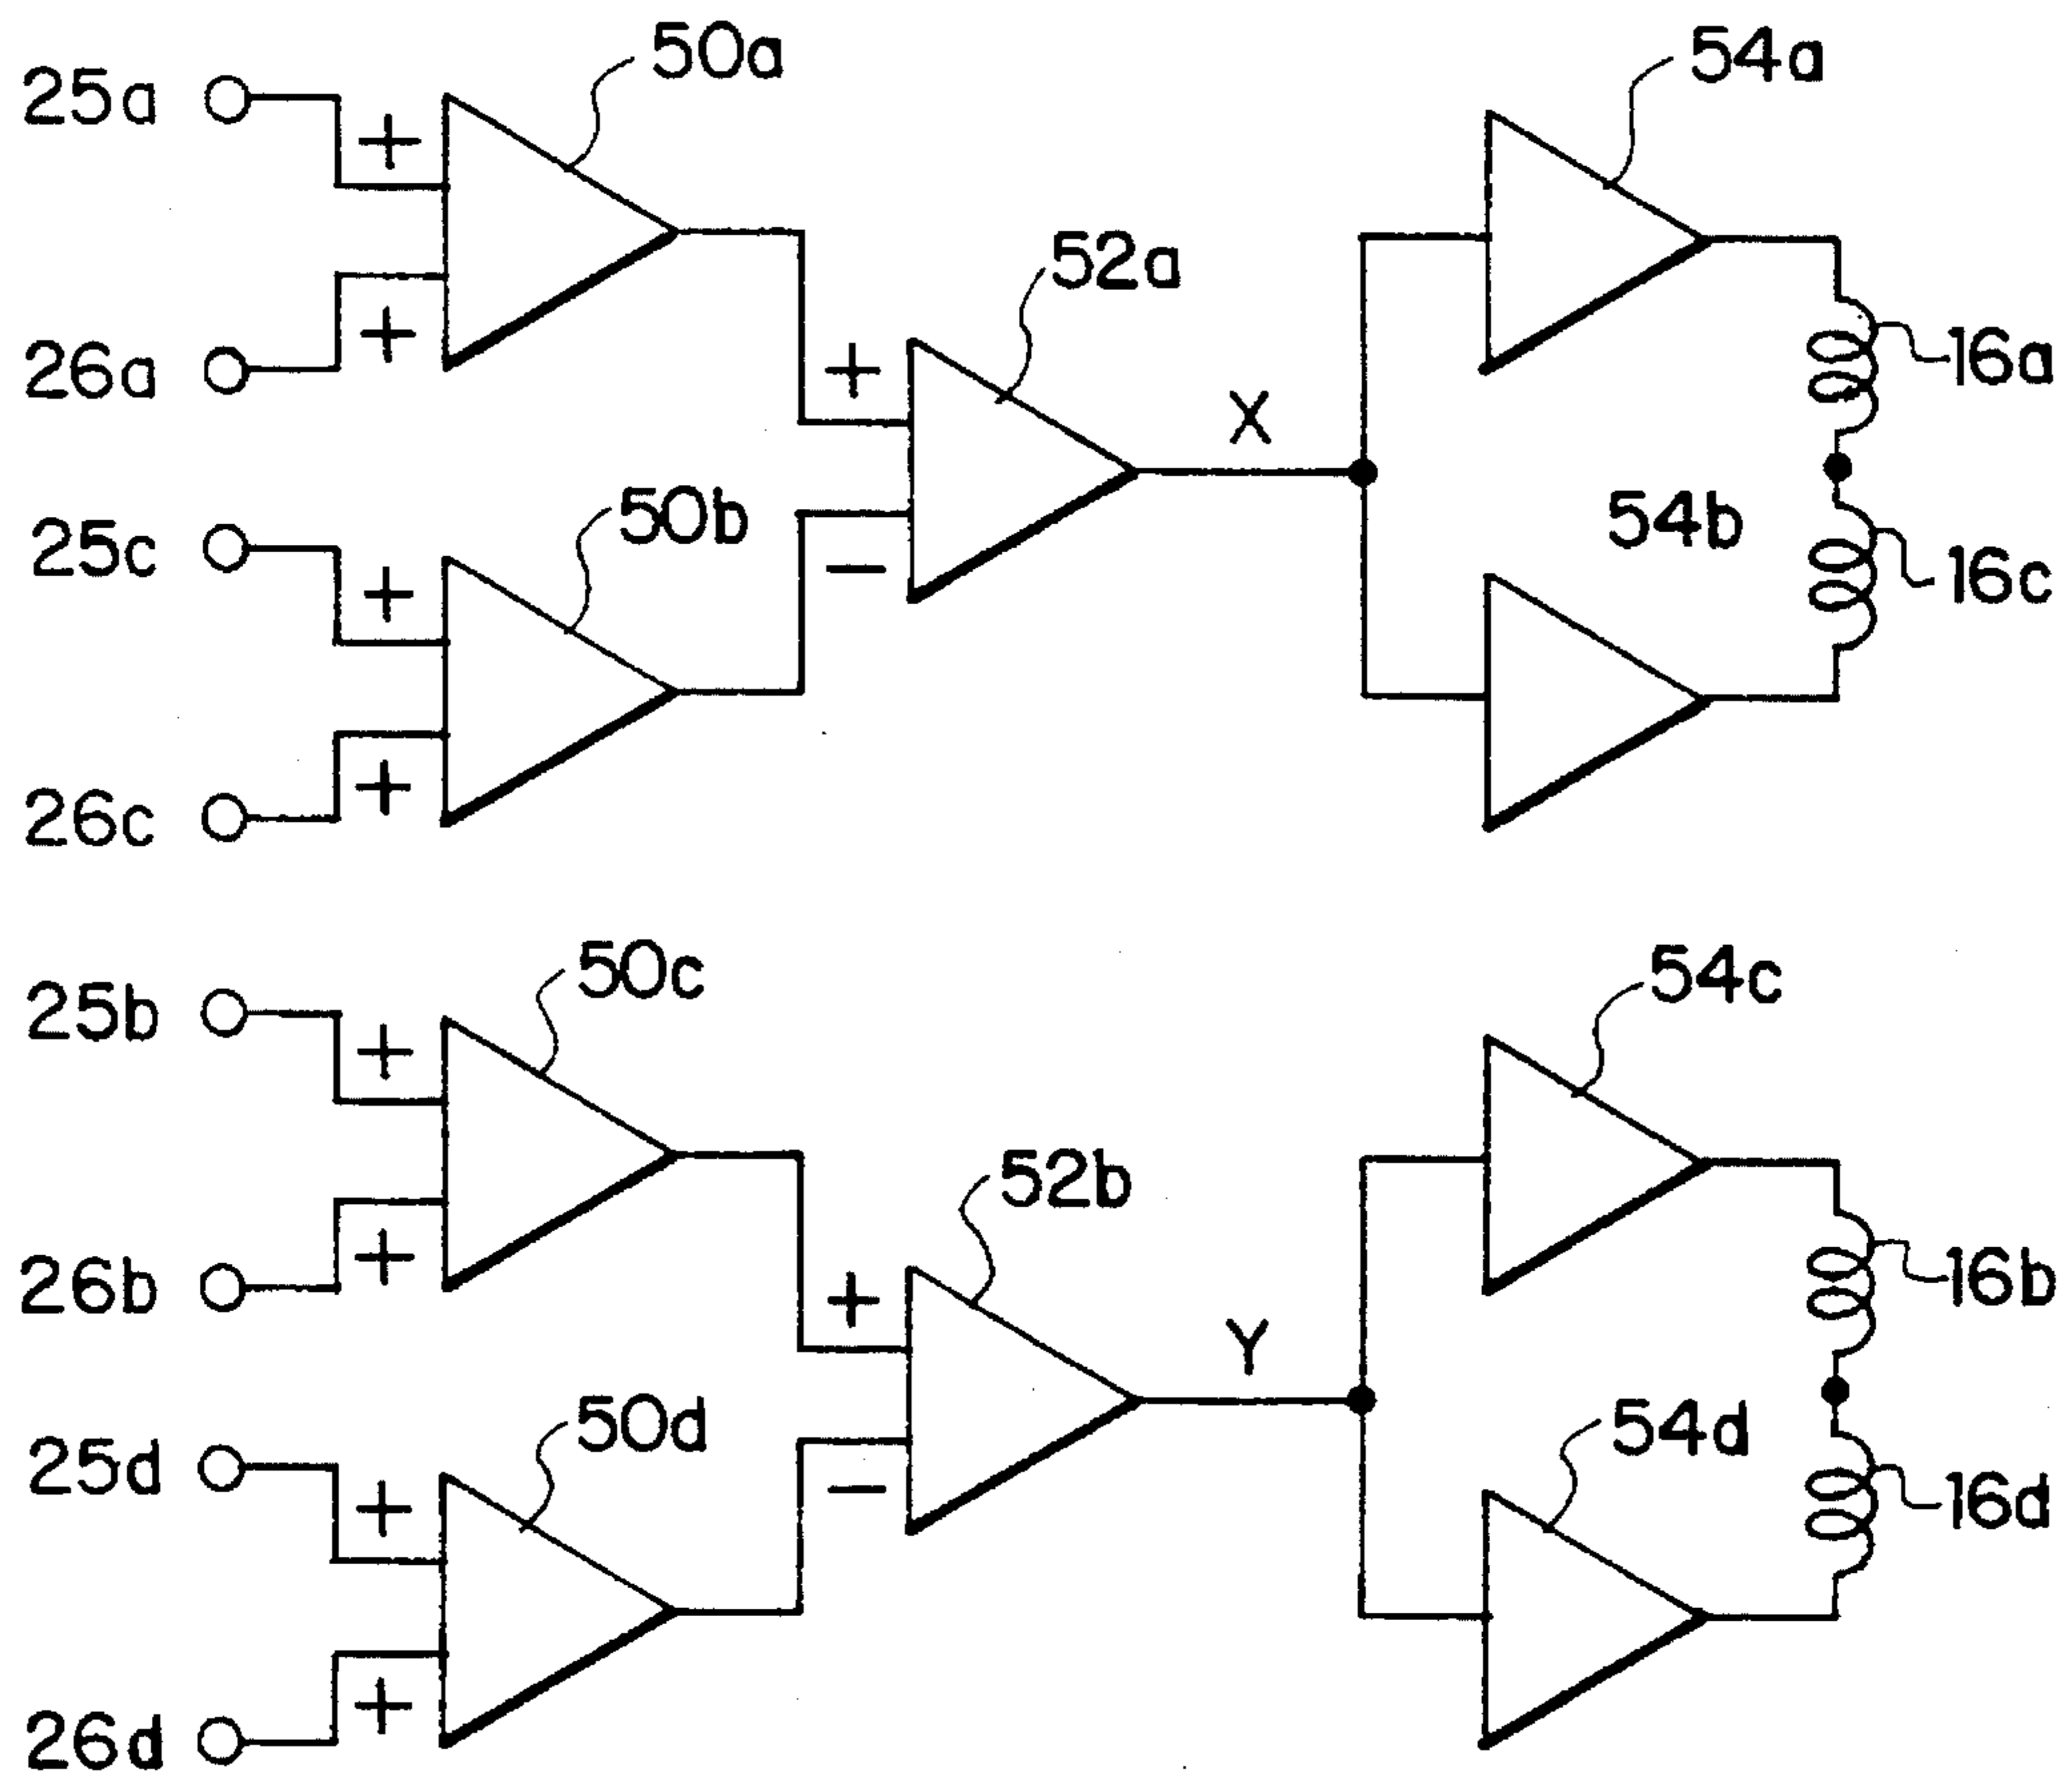 50a
54a
25a
+
52a
26a
+
+
16a
X
50b
54b
25c
+
−
16c
+
26c
50c
54c
25b
+
52b
26b
+
+
16b
Y
50d
54d
25d
+
−
16d
+
26d